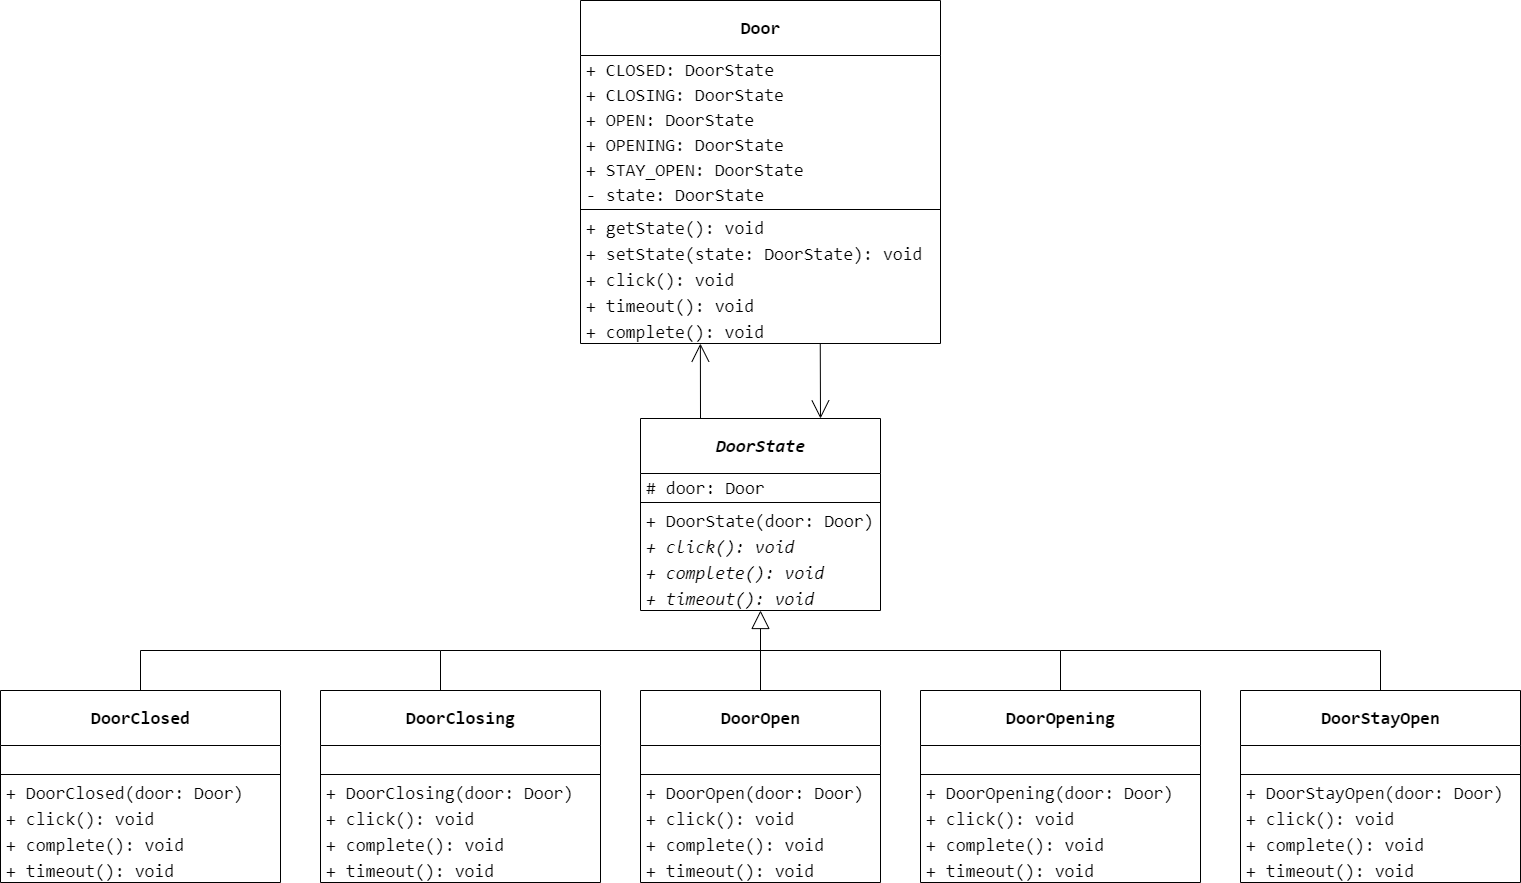 Door
+ CLOSED: DoorState
+ CLOSING: DoorState
+ OPEN: DoorState
+ OPENING: DoorState
+ STAY_OPEN: DoorState
- state: DoorState
+ getState(): void
+ setState(state: DoorState): void
+ click(): void
+ timeout(): void
+ complete(): void
DoorState
# door: Door
+ DoorState(door: Door)
+ click(): void
+ complete(): void
+ timeout(): void
DoorClosed
+ DoorClosed(door: Door)
+ click(): void
+ complete(): void
+ timeout(): void
DoorClosing
+ DoorClosing(door: Door)
+ click(): void
+ complete(): void
+ timeout(): void
DoorOpen
+ DoorOpen(door: Door)
+ click(): void
+ complete(): void
+ timeout(): void
DoorOpening
+ DoorOpening(door: Door)
+ click(): void
+ complete(): void
+ timeout(): void
DoorStayOpen
+ DoorStayOpen(door: Door)
+ click(): void
+ complete(): void
+ timeout(): void